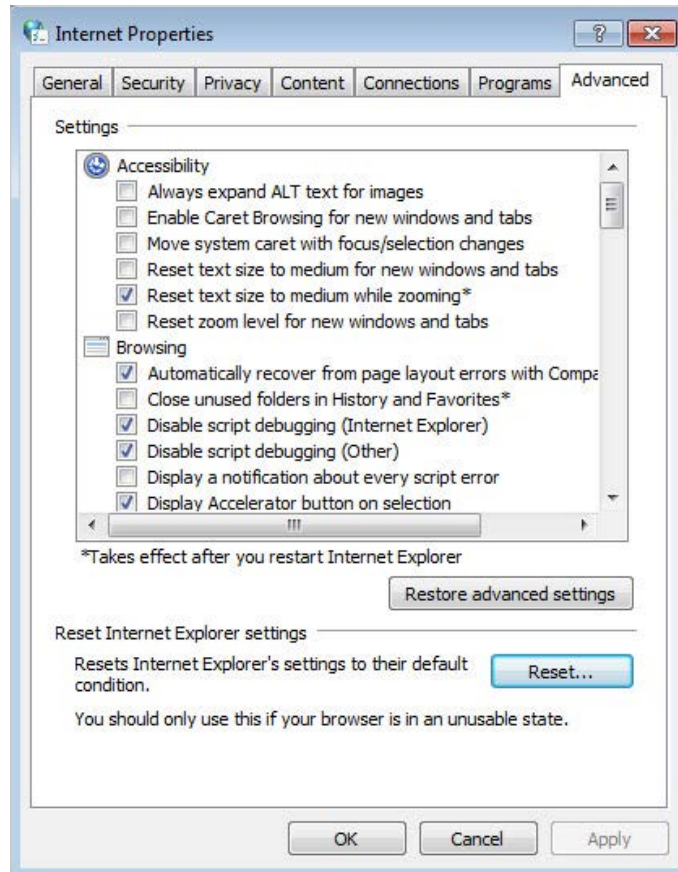 Internet Properties
General Security Privacy Content Connections Programs Advanced
Settings
Accessibility
Always expand ALT text for images
Enable Caret Browsing for new windows and tabs
Move system caret with focus/selection changes
Reset text size to medium for new windows and tabs
Reset text size to medium while zooming*
Reset zoom level for new windows and tabs
Browsing
Automatically recover from page layout errors with Compa
Close unused folders in History and Favorites*
Disable script debugging (Internet Explorer)
Disable script debugging (Other)
Display a notification about every script error
Display Accelerator button on selection
*Takes effect after you restart Internet Explorer
Restore advanced settings
Reset Internet Explorer settings
Resets Internet Explorer's settings to their default
condition.
Reset...
You should only use this if your browser is in an unusable state.
OK Cancel Apply